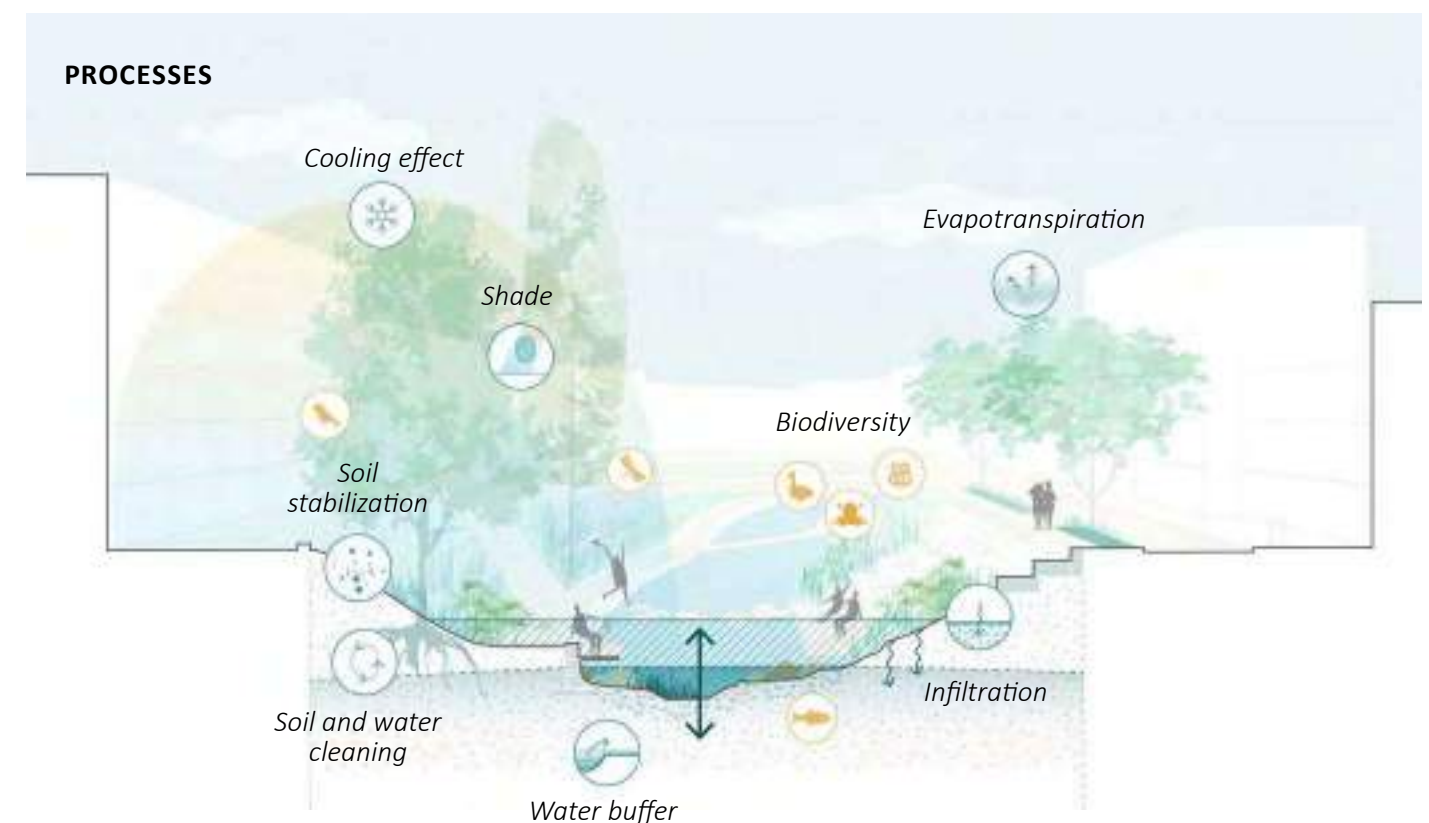 PROCESSES
Cooling effect
Evapotranspiration
Shade
Biodiversity
Soil
stabilization
Infiltration
Soil and water
cleaning
Water buffer